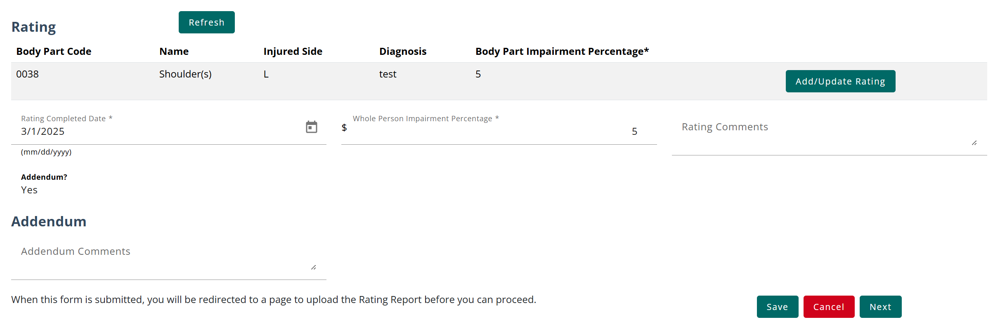 Rating
Refresh
Body Part Code Name Injured Side Diagnosis Body Part Impairment Percentage*
0038 Shoulder(s) L test 5 Add/Update Rating
Rating Completed Date *
3/1/2025
(mm/dd/yyyy)
$ Whole Person Impairment Percentage *
5
Rating Comments
Addendum?
Yes
Addendum
Addendum Comments
When this form is submitted, you will be redirected to a page to upload the Rating Report before you can proceed.
Save Cancel Next